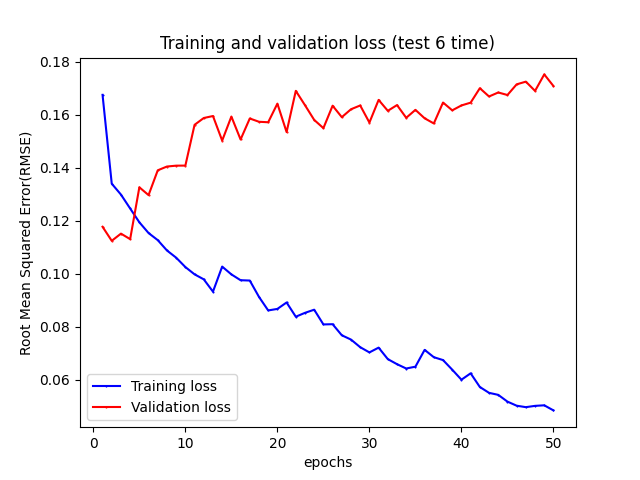 Training and validation loss (test 6 time)
Root Mean Squared Error(RMSE)
0.18
0.16
0.14
0.12
0.10
0.08
0.06
Training loss
Validation loss
0
10
20
30
40
50
epochs